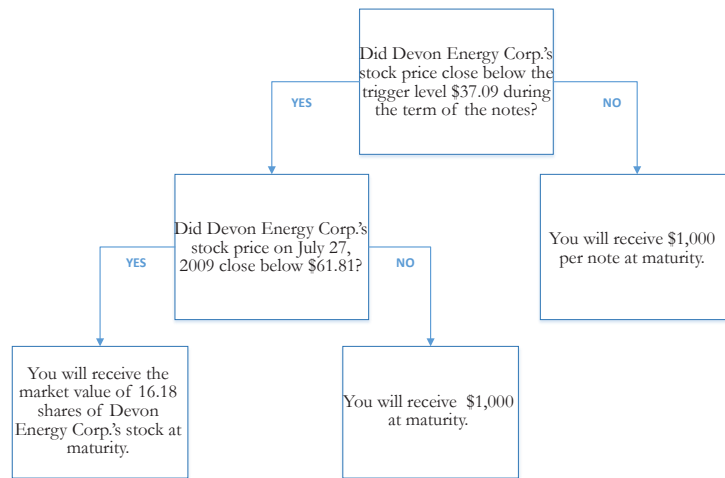 Did Devon Energy Corp.'s
stock price close below the
trigger level $37.09 during
the term of the notes?
YES
NO
Did Devon Energy Corp.'s
stock price on July 27,
2009 close below $61.81?
You will receive $1,000
per note at maturity.
YES
NO
You will receive the
market value of 16.18
shares of Devon
Energy Corp.'s stock at
maturity.
You will receive $1,000
at maturity.